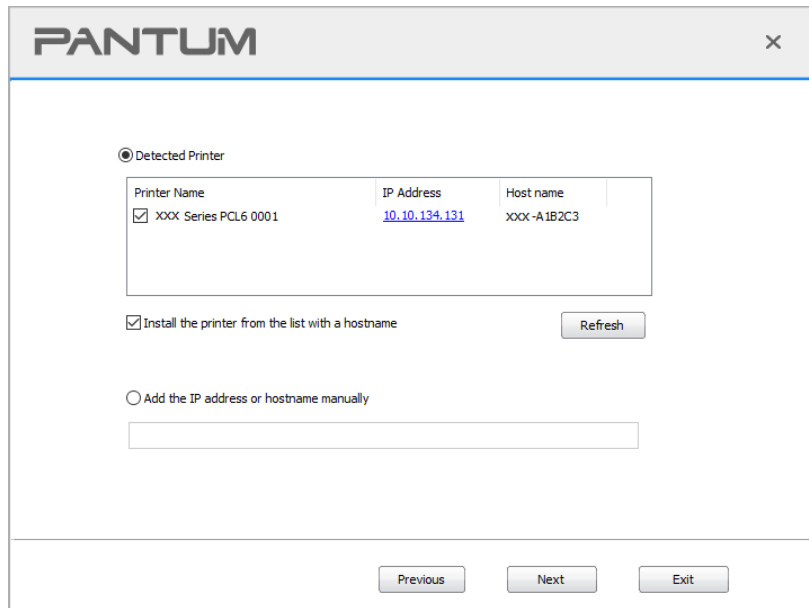 PANTUM
Detected Printer
Printer Name IP Address Host name
XXX Series PCL6 0001 10.10.134.131 XXX-A1B2C3
Install the printer from the list with a hostname Refresh
Add the IP address or hostname manually
Previous Next Exit